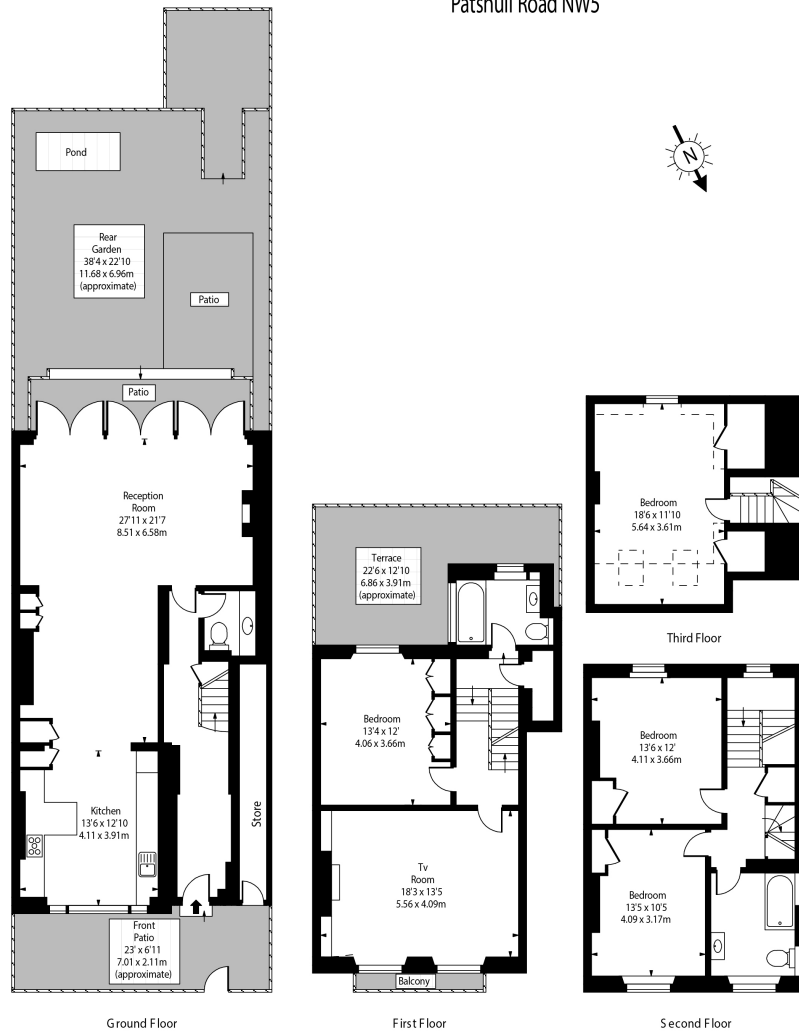 Patshull Road NW5
N
Pond
Rear
Garden
38'4 x 22'10
11.68 x 6.96m
(approximate)
Patio
Patio
Reception
Room
27'11 x 21'7
8.51 x 6.58m
Kitchen
13'6 x 12'10
4.11 x 3.91m
Store
Front
Patio
23' x 6'11
7.01 x 2.11m
(approximate)
Ground Floor
Terrace
22'6 x 12'10
6.86 x 3.91m
(approximate)
Bedroom
13'4 x 12'
4.06 x 3.66m
Tv
Room
18'3 x 13'5
5.56 x 4.09m
Balcony
First Floor
Bedroom
18'6 x 11'10
5.64 x 3.61m
Third Floor
Bedroom
13'6 x 12'
4.11 x 3.66m
Bedroom
13'5 x 10'5
4.09 x 3.17m
Second Floor